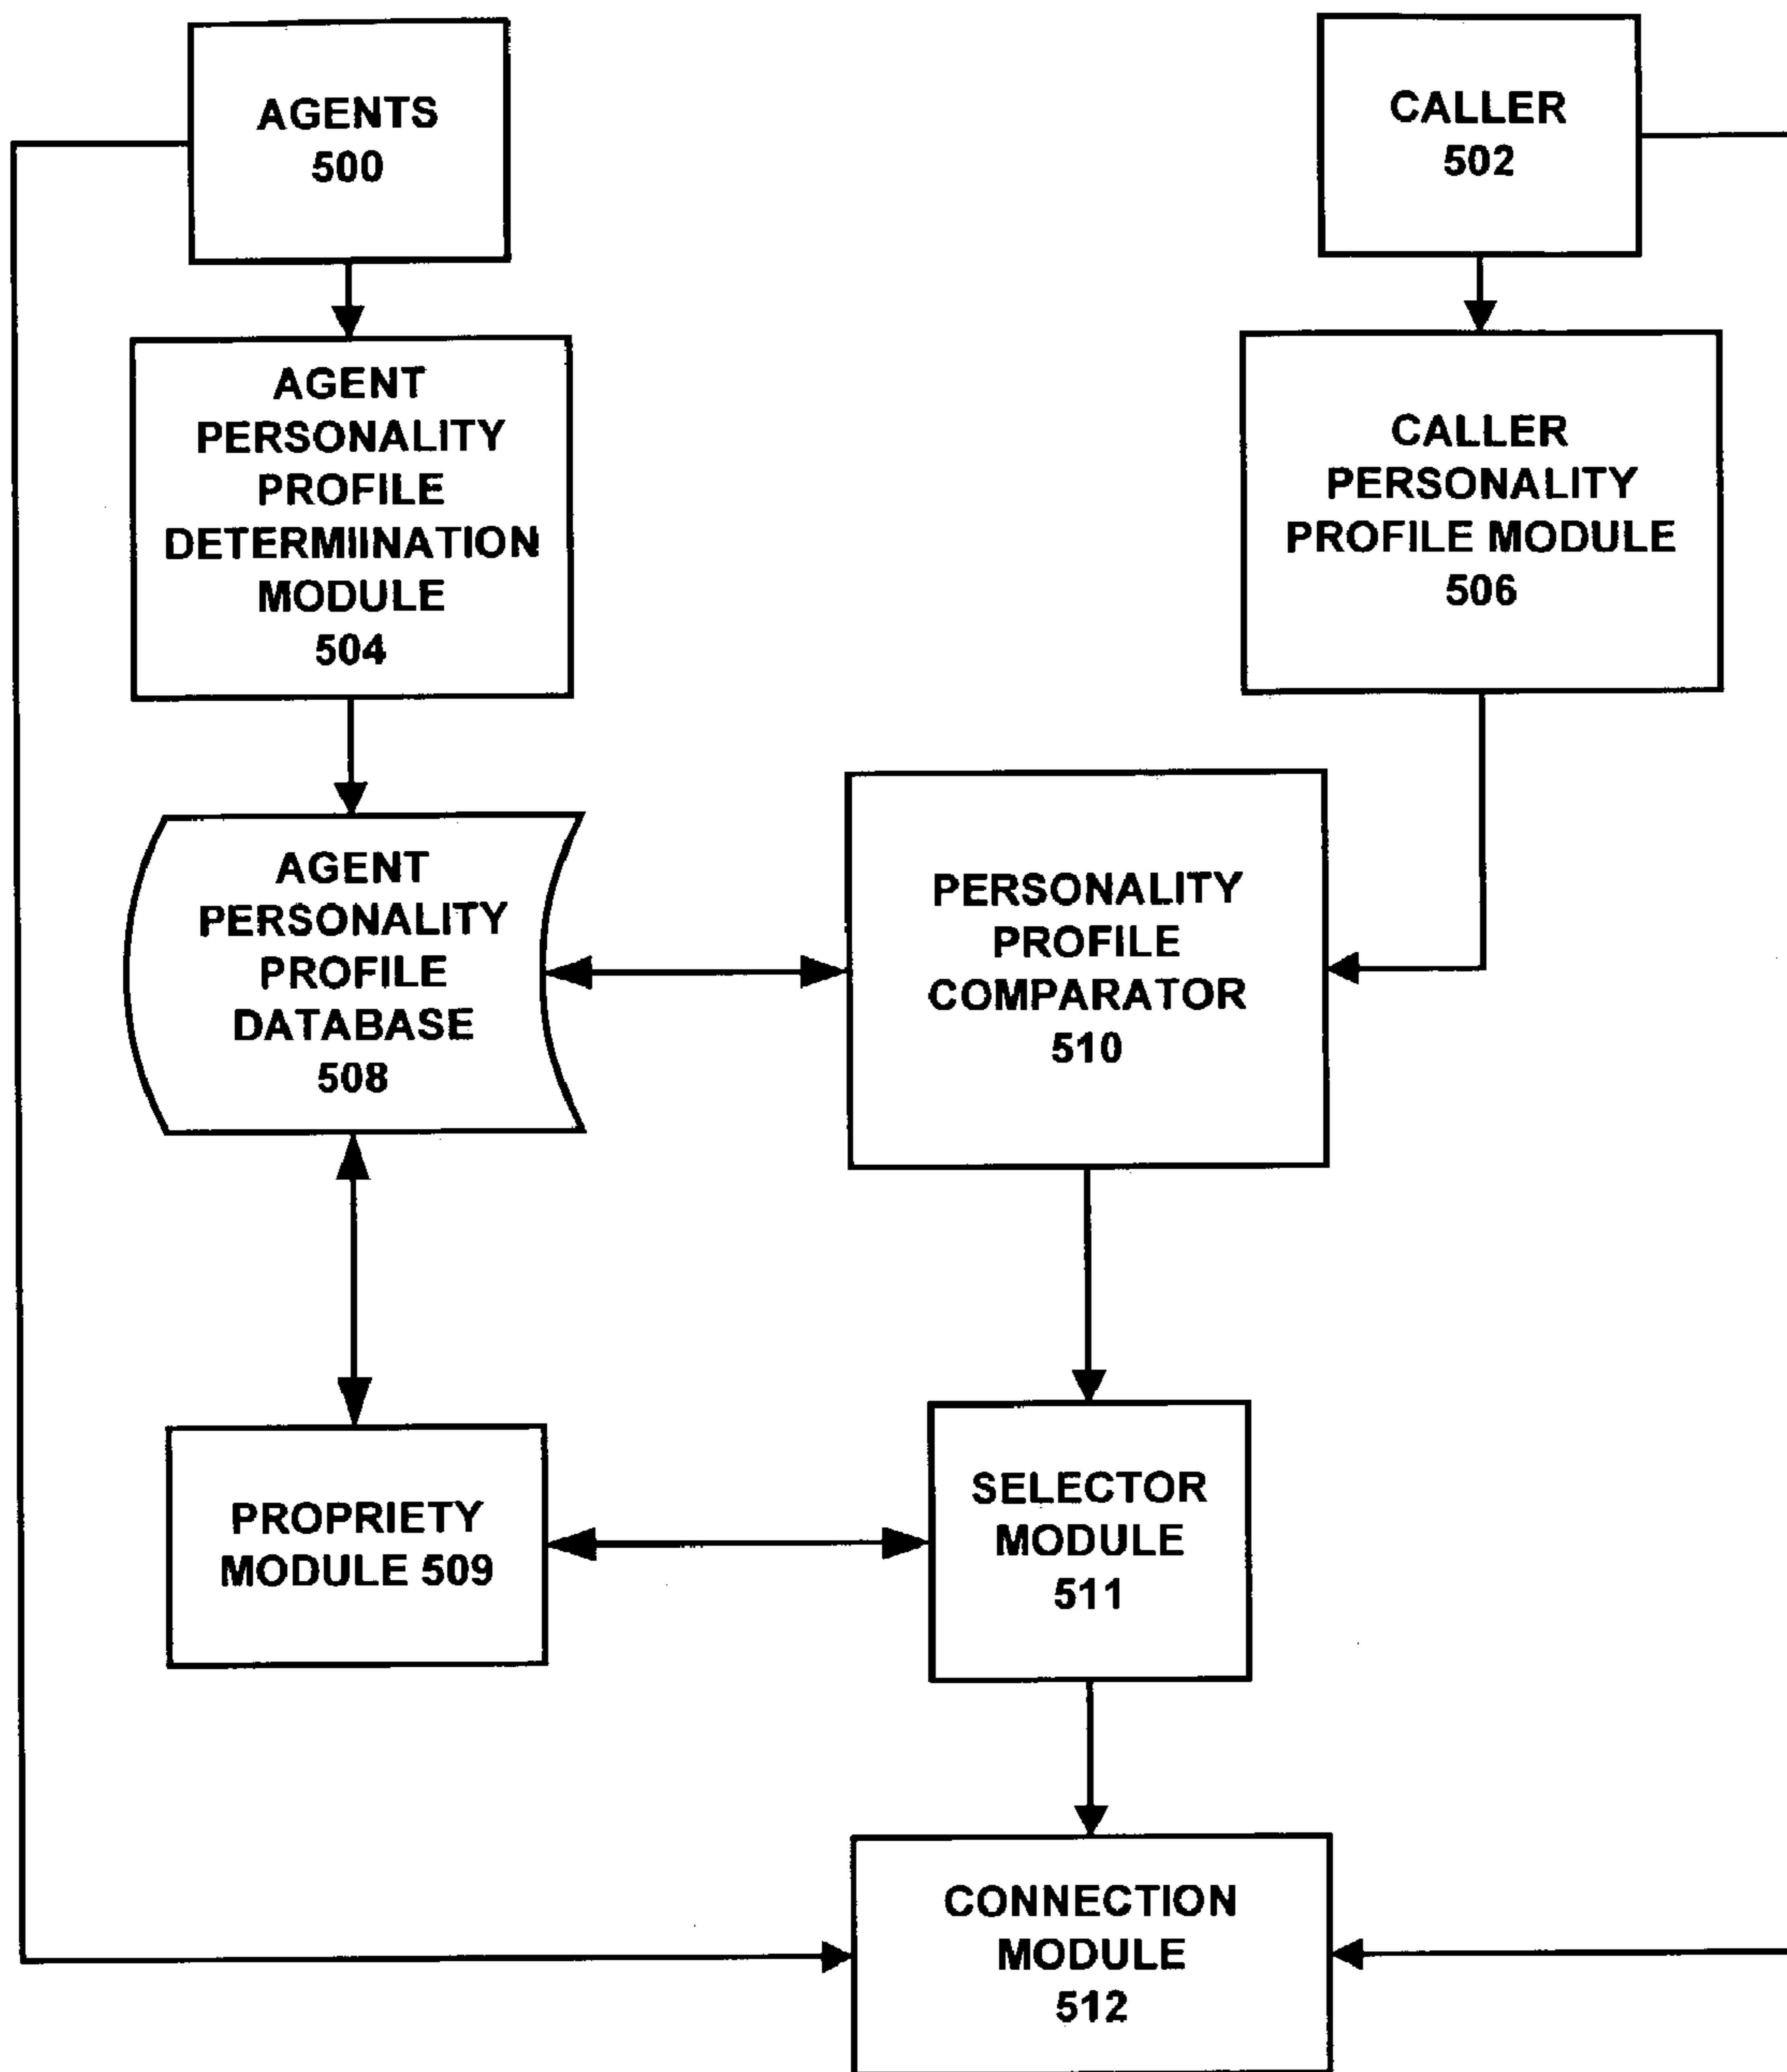 AGENTS
500
CALLER
502
AGENT
PERSONALITY
PROFILE
DETERMIINATION
MODULE
504
CALLER
PERSONALITY
PROFILE MODULE
506
AGENT
PERSONALITY
PROFILE
DATABASE
508
PERSONALITY
PROFILE
COMPARATOR
510
PROPRIETY
MODULE 509
SELECTOR
MODULE
511
CONNECTION
MODULE
512